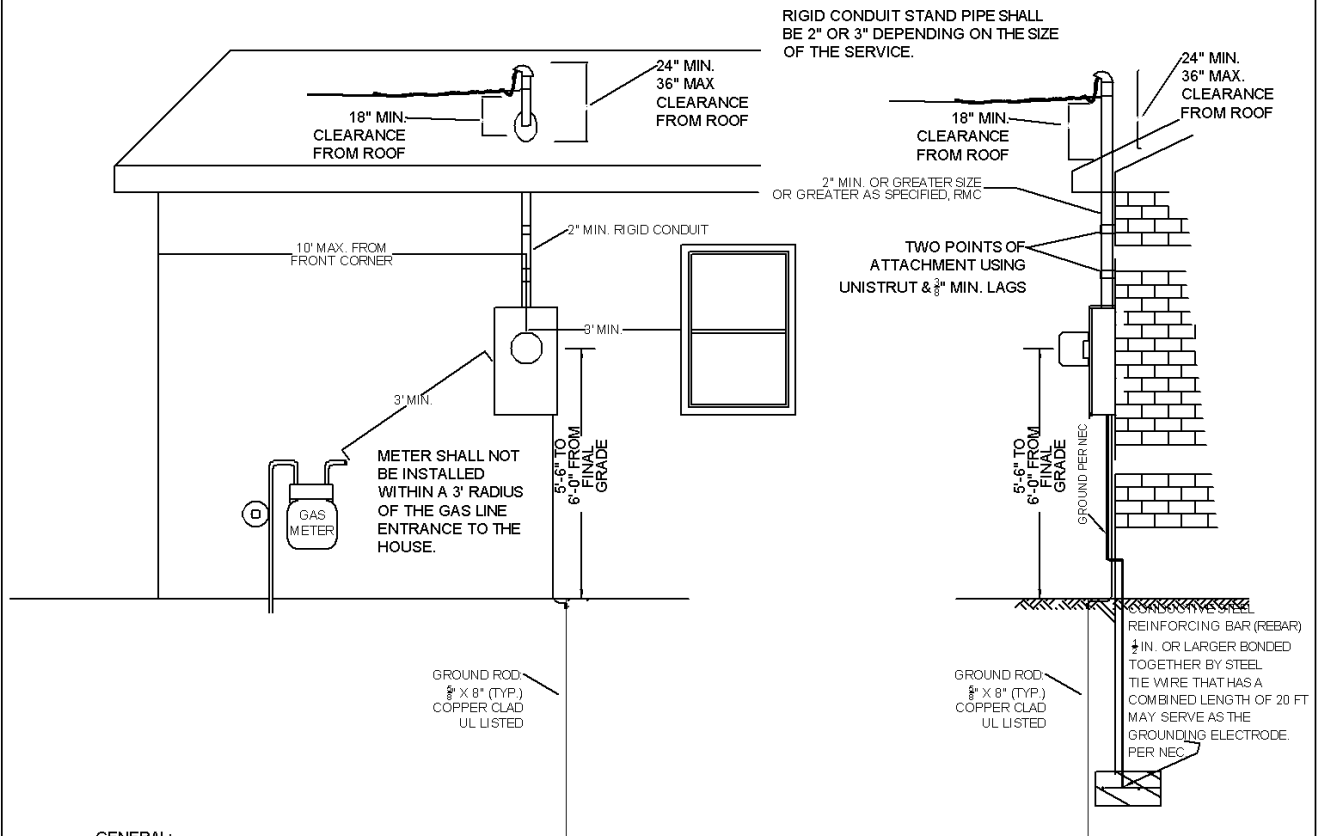 RIGID CONDUIT STAND PIPE SHALL
BE 2" OR 3" DEPENDING ON THE SIZE
OF THE SERVICE.
24" MIN.
36" MAX
CLEARANCE
FROM ROOF
18" MIN.
CLEARANCE
FROM ROOF
24" MIN.
36" MAX.
CLEARANCE
FROM ROOF
18" MIN.
CLEARANCE
FROM ROOF
2" MIN. OR GREATER SIZE
OR GREATER AS SPECIFIED, RMC
2" MIN. RIGID CONDUIT
10' MAX. FROM
FRONT CORNER
TWO POINTS OF
ATTACHMENT USING
UNISTRUT & 3/8" MIN. LAGS
3' MIN.
3' MIN.
METER SHALL NOT
BE INSTALLED
WITHIN A 3' RADIUS
OF THE GAS LINE
ENTRANCE TO THE
HOUSE.
GAS
METER
5'-6" TO
6'-0" FROM
FINAL
GRADE
5'-6" TO
6'-0" FROM
FINAL
GRADE
GROUND PER NEC
GROUND ROD:
5/8" X 8" (TYP.)
COPPER CLAD
UL LISTED
GROUND ROD:
5/8" X 8" (TYP.)
COPPER CLAD
UL LISTED
CONDUCTIVE STEEL
REINFORCING BAR (REBAR)
1/2 IN. OR LARGER BONDED
TOGETHER BY STEEL
TIE WIRE THAT HAS A
COMBINED LENGTH OF 20 FT
MAY SERVE AS THE
GROUNDING ELECTRODE.
PER NEC
GENERAL: